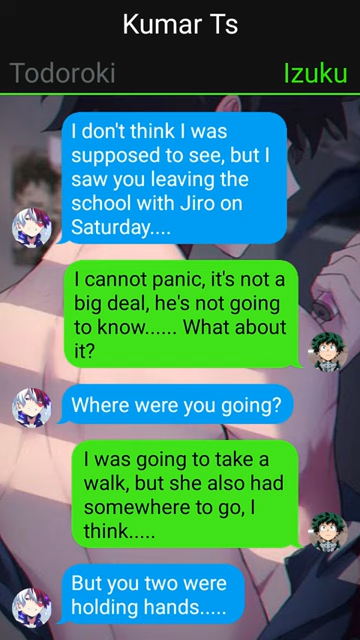 Kumar Ts
Todoroki
Izuku
I don't think I was
supposed to see, but I
saw you leaving the
school with Jiro on
Saturday....
I cannot panic, it's not a
big deal, he's not going
to know...... What about
it?
Where were you going?
I was going to take a
walk, but she also had
somewhere to go, I
think.....
But you two were
holding hands.....